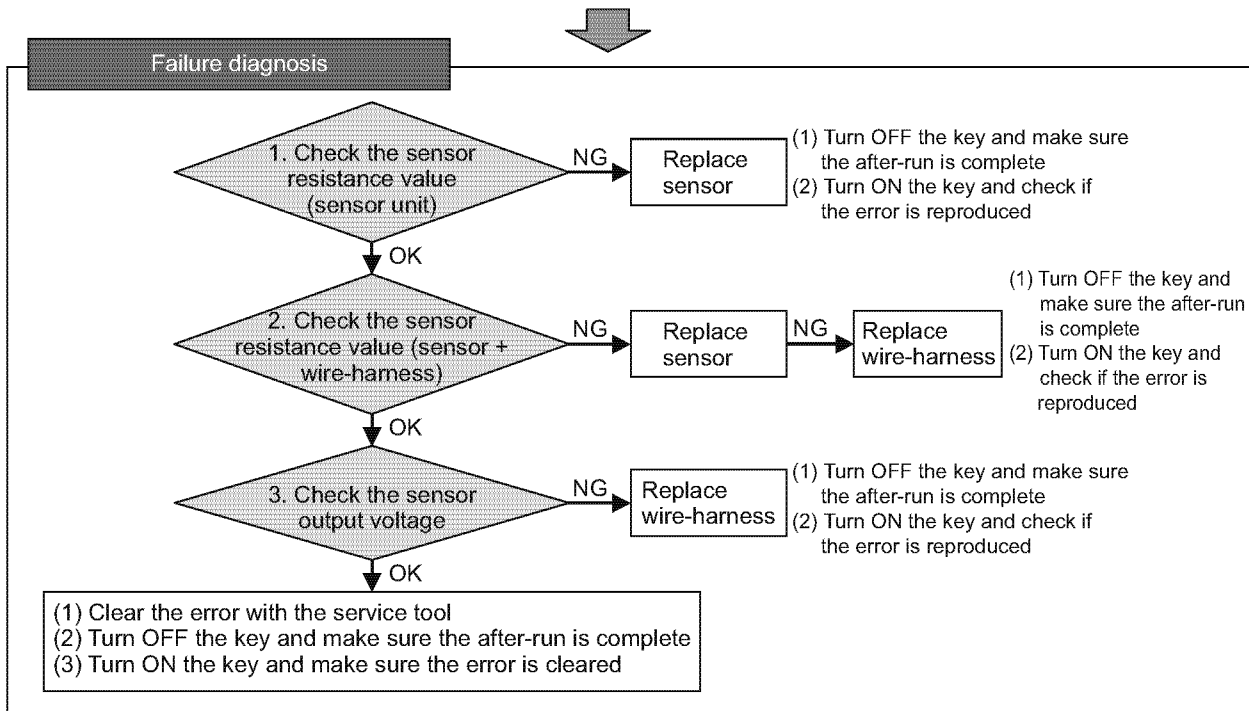 Failure diagnosis
1. Check the sensor
resistance value
(sensor unit)
NG
Replace
sensor
(1) Turn OFF the key and make sure
the after-run is complete
(2) Turn ON the key and check if
the error is reproduced
OK
2. Check the sensor
resistance value (sensor +
wire-harness)
NG
Replace
sensor
NG
Replace
wire-harness
(1) Turn OFF the key and
make sure the after-run
is complete
(2) Turn ON the key and
check if the error is
reproduced
OK
3. Check the sensor
output voltage
NG
Replace
wire-harness
(1) Turn OFF the key and make sure
the after-run is complete
(2) Turn ON the key and check if
the error is reproduced
OK
(1) Clear the error with the service tool
(2) Turn OFF the key and make sure the after-run is complete
(3) Turn ON the key and make sure the error is cleared